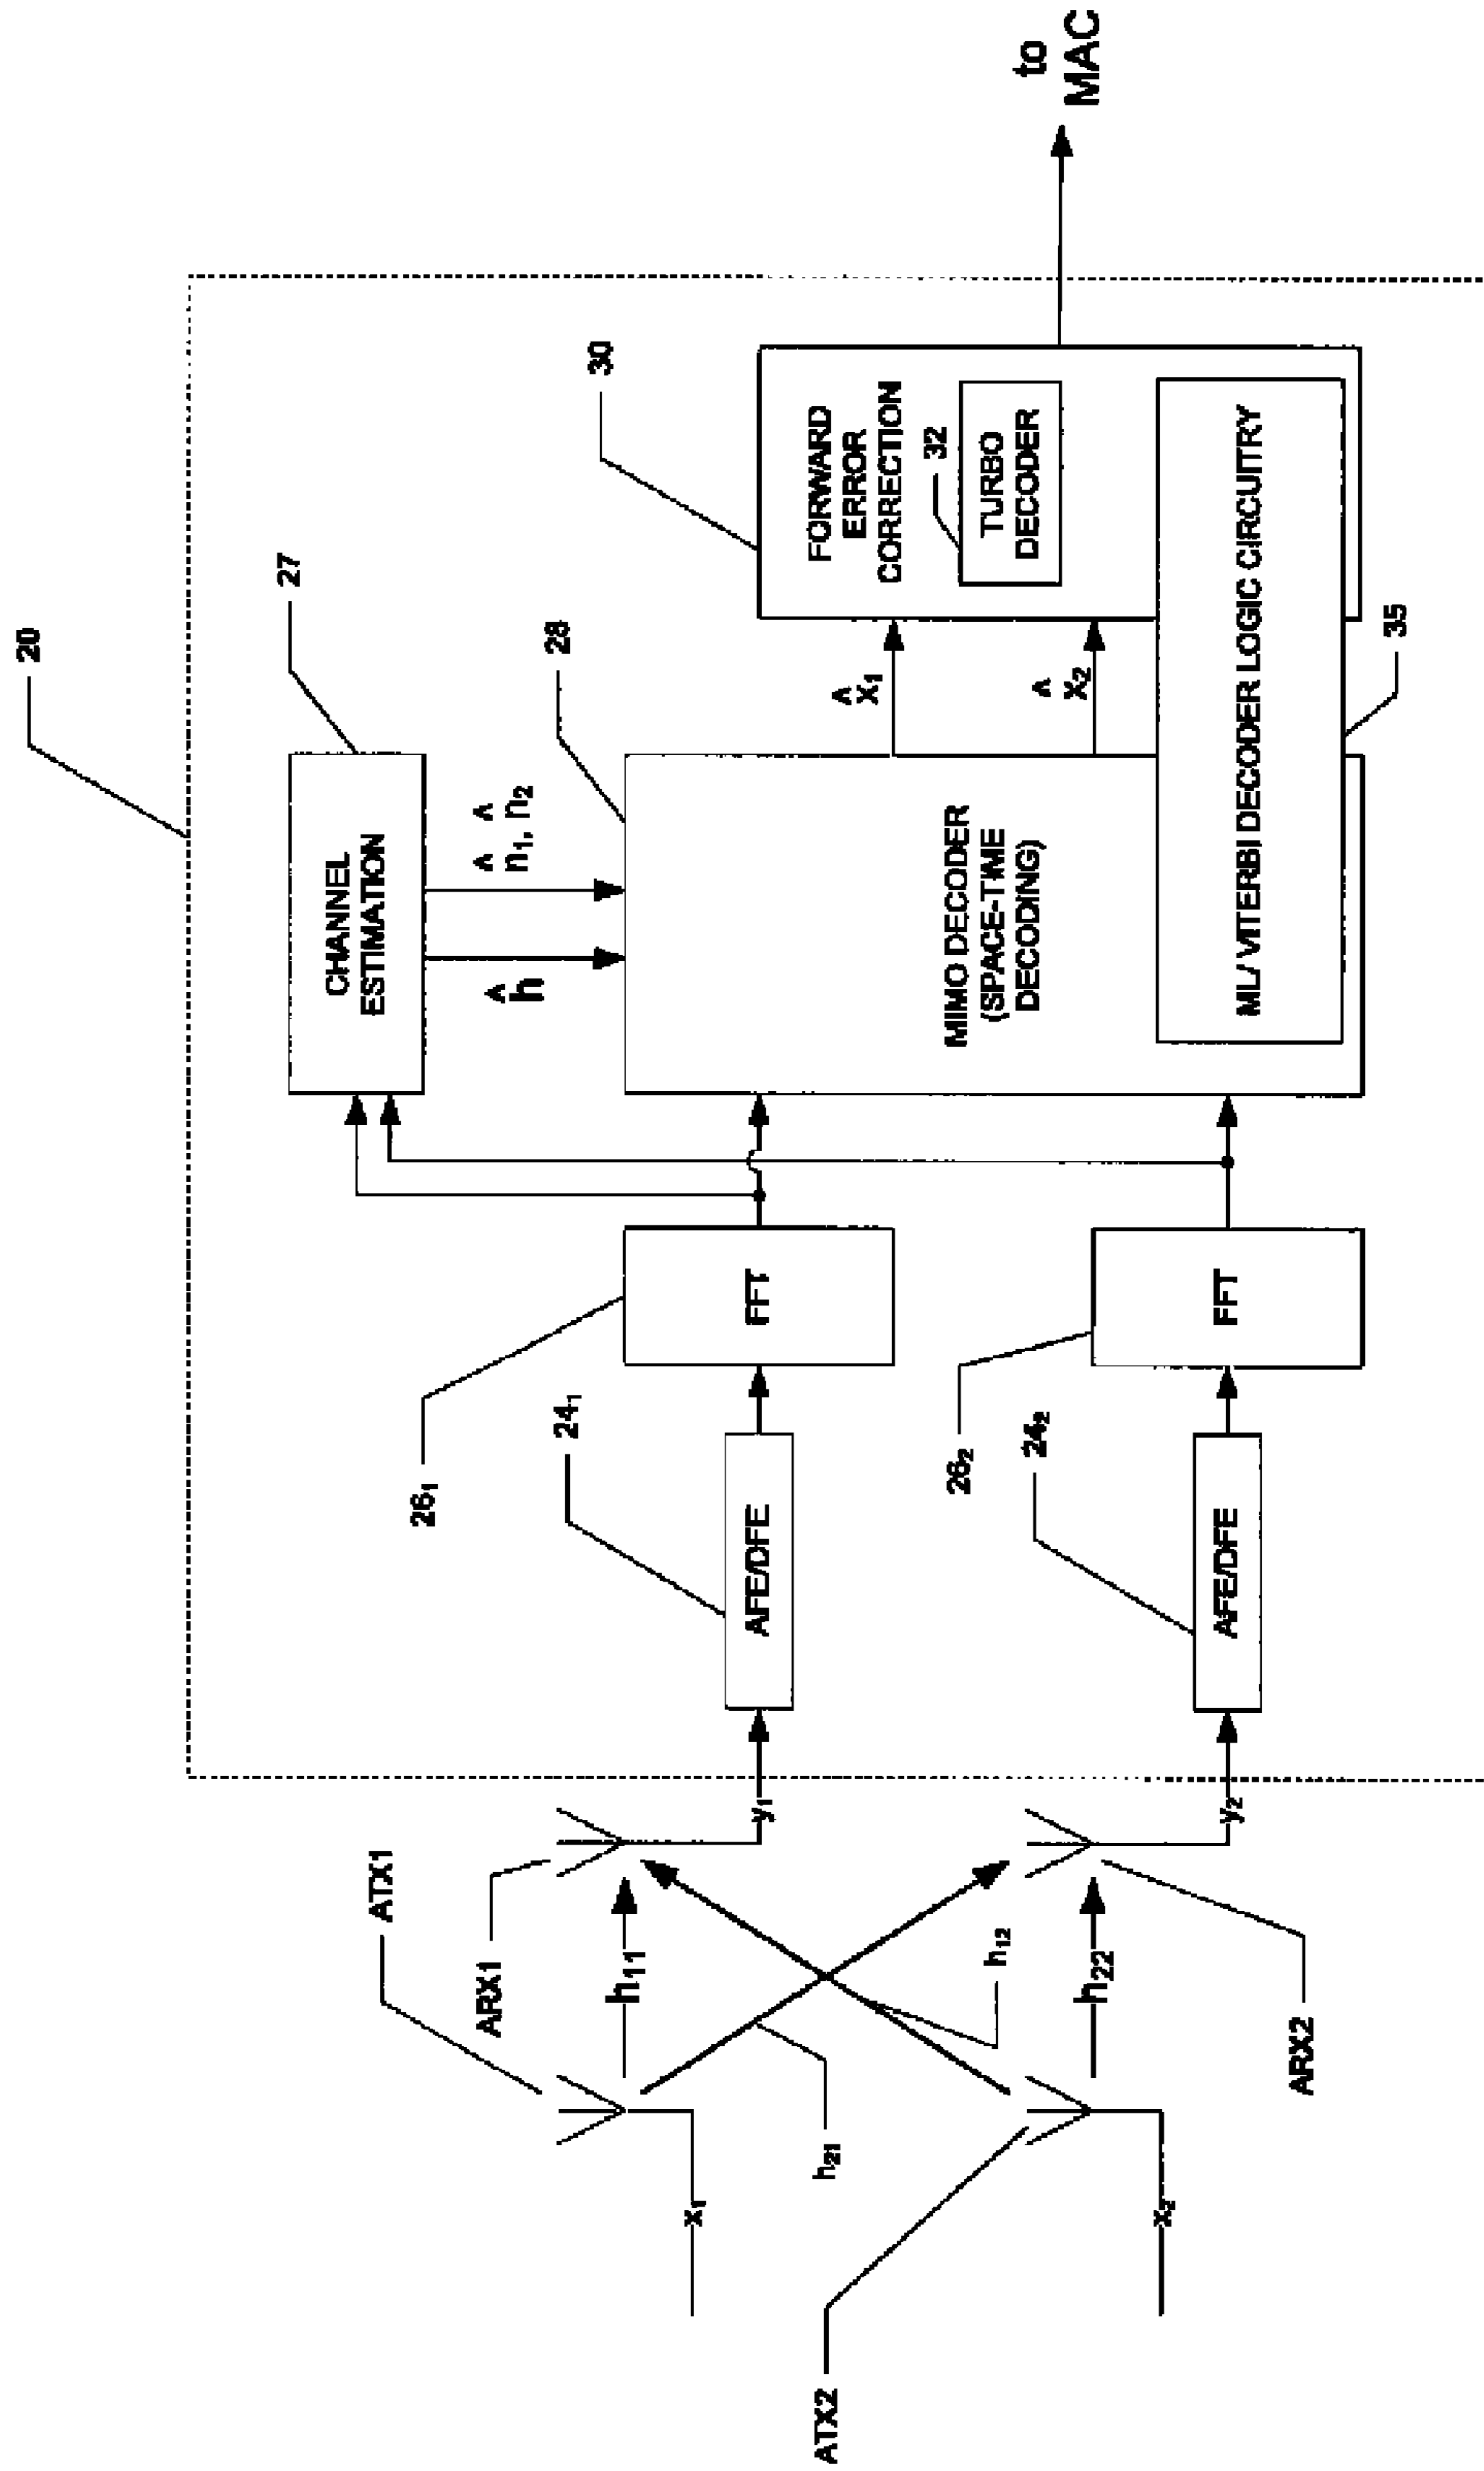 20
27
CHANNEL
ESTIMATION
^ ^
n₁, n₂
^
h
28
MIMO DECODER
(SPACE-TIME
DECODING)
^
x₁
^
x₂
30
FORWARD
ERROR
CORRECTION
32
TURBO
DECODER
ML/ VITERBI DECODER LOGIC CIRCUITRY
35
to
MAC
26₁
FFT
24₁
AFE/DFE
26₂
FFT
24₂
AFE/DFE
ATX1
ARX1
y₁
h₁₁
h₁₂
h₂₁
h₂₂
y₂
ARX2
x₁
x₂
ATX2